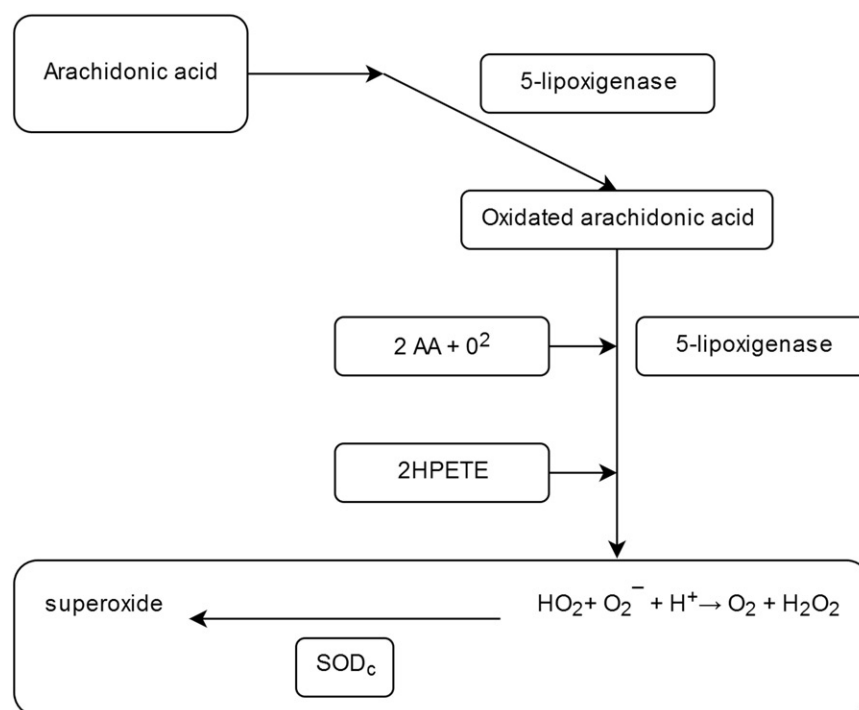 Arachidonic acid
5-lipoxigenase
Oxidated arachidonic acid
2 AA + 0²
5-lipoxigenase
2HPETE
superoxide
HO₂+ O₂⁻ + H⁺→ O₂ + H₂O₂
SOD꜀